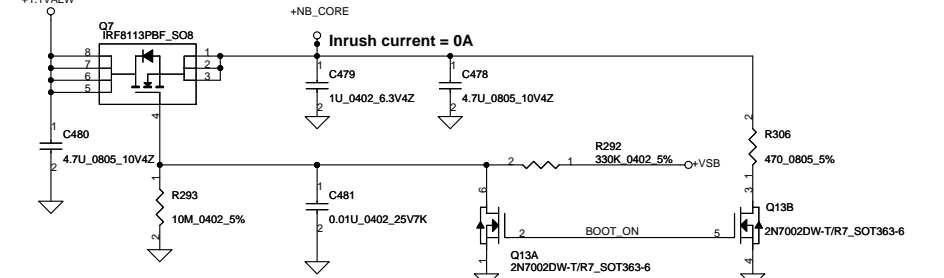 +1.1VALW
+NB_CORE
Q7
IRF8113PBF_SO8
Inrush current = 0A
8
7
6
5
1
2
3
4
1
C479
1U_0402_6.3V4Z
2
1
C478
4.7U_0805_10V4Z
2
1
C480
4.7U_0805_10V4Z
2
2
R306
470_0805_5%
1
2
1
R292
330K_0402_5%
+VSB
1
R293
10M_0402_5%
2
1
C481
0.01U_0402_25V7K
2
6
2
BOOT_ON
5
3
Q13B
2N7002DW-T/R7_SOT363-6
4
1
Q13A
2N7002DW-T/R7_SOT363-6